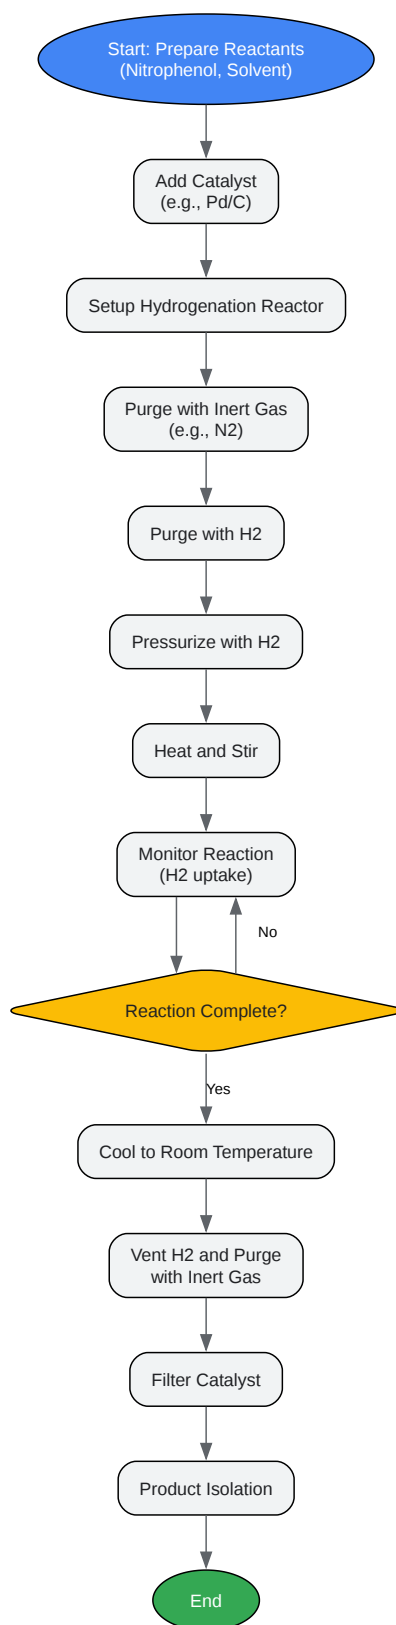 Start: Prepare Reactants
(Nitrophenol, Solvent)
Add Catalyst
(e.g., Pd/C)
Setup Hydrogenation Reactor
Purge with Inert Gas
(e.g., N2)
Purge with H2
Pressurize with H2
Heat and Stir
Monitor Reaction
(H2 uptake)
No
Reaction Complete?
Yes
Cool to Room Temperature
Vent H2 and Purge
with Inert Gas
Filter Catalyst
Product Isolation
End